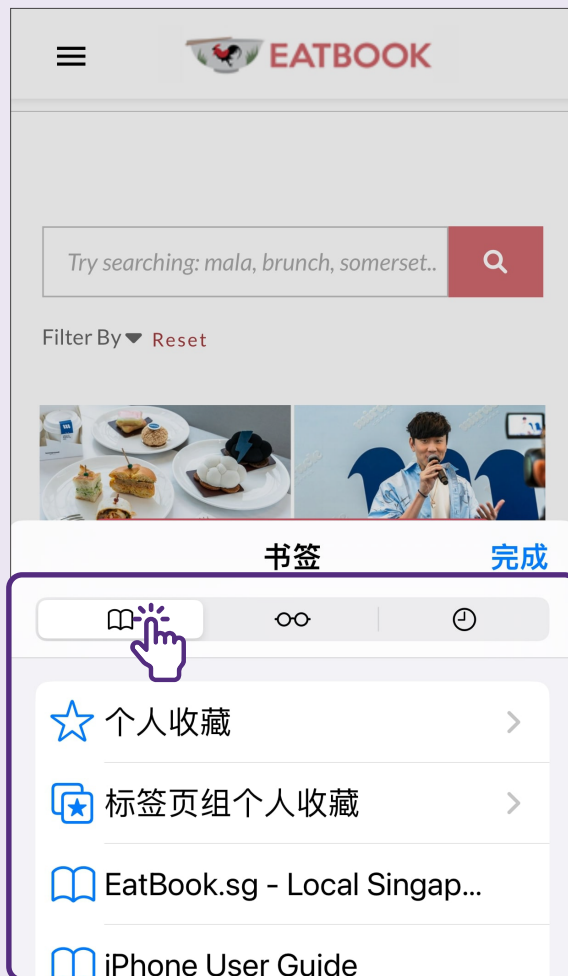 EATBOOK
Try searching: mala, brunch, somerset..
Filter By Reset
书签 完成
个人收藏
标签页组个人收藏
EatBook.sg - Local Singap...
iPhone User Guide